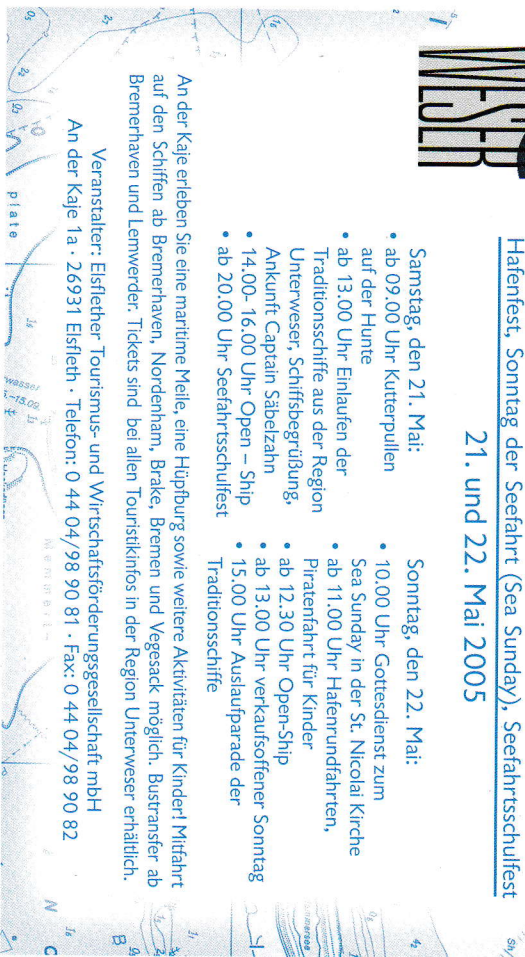 WESER
Hafenfest, Sonntag der Seefahrt (Sea Sunday), Seefahrtsschulfest
21. und 22. Mai 2005
Samstag, den 21. Mai:
• ab 09.00 Uhr Kutterpullen
auf der Hunte
• ab 13.00 Uhr Einlaufen der
Traditionsschiffe aus der Region
Unterweser, Schiffsbegrüßung,
Ankunft Captain Säbelzahn
• 14.00- 16.00 Uhr Open – Ship
• ab 20.00 Uhr Seefahrtsschulfest
Sonntag, den 22. Mai:
• 10.00 Uhr Gottesdienst zum
Sea Sunday in der St. Nicolai Kirche
• ab 11.00 Uhr Hafenrundfahrten,
Piratenfahrt für Kinder
• ab 12.30 Uhr Open-Ship
• ab 13.00 Uhr verkaufsoffener Sonntag
• 15.00 Uhr Auslaufparade der
Traditionsschiffe
An der Kaje erleben Sie eine maritime Meile, eine Hüpfburg sowie weitere Aktivitäten für Kinder! Mitfahrt
auf den Schiffen ab Bremerhaven, Nordenham, Brake, Bremen und Vegesack möglich. Bustransfer ab
Bremerhaven und Lemwerder. Tickets sind bei allen Touristikinfos in der Region Unterweser erhältlich.
Veranstalter: Elsflether Tourismus- und Wirtschaftsförderungsgesellschaft mbH
An der Kaje 1a · 26931 Elsfleth · Telefon: 0 44 04/98 90 81 · Fax: 0 44 04/98 90 82
plate